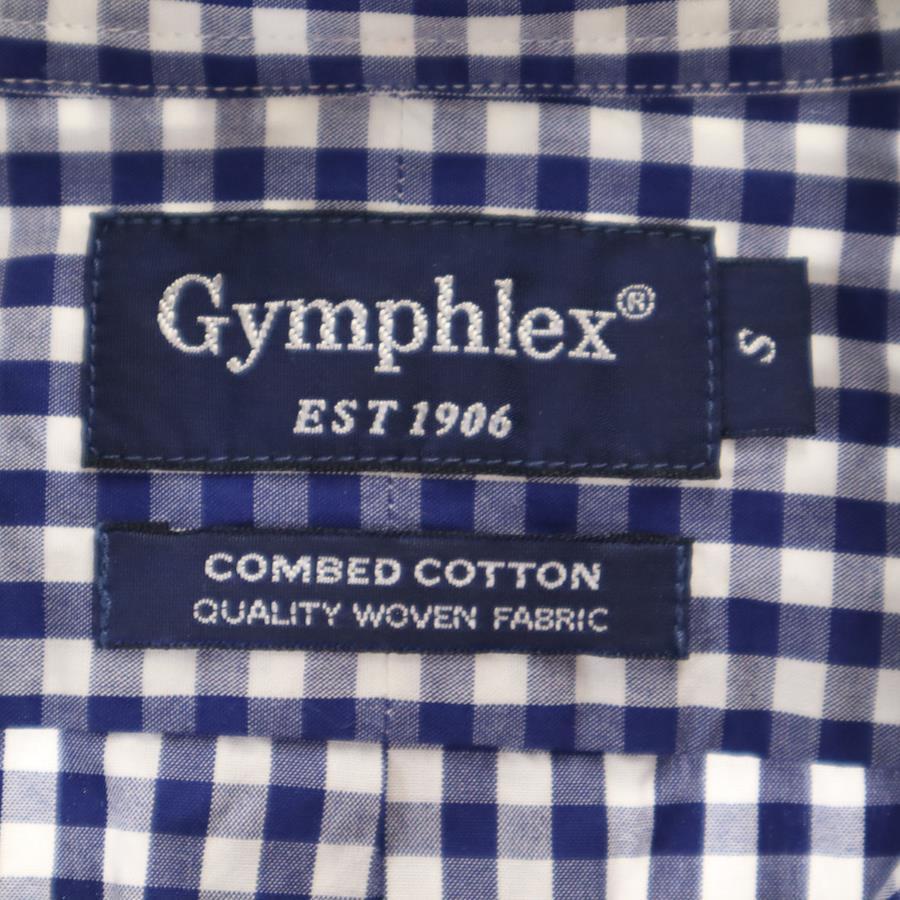 Gymphlex®
EST 1906
S
COMBED COTTON
QUALITY WOVEN FABRIC